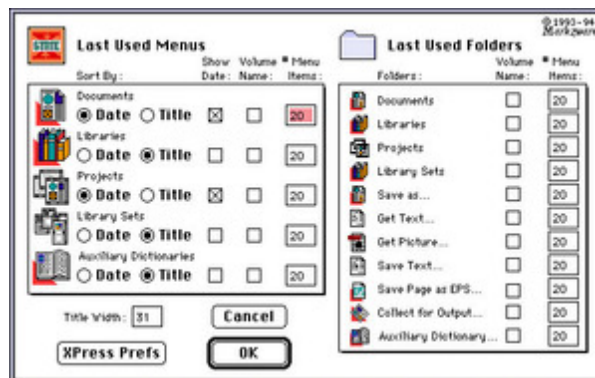 © 1993-94
Markzware
STATE
Last Used Menus
Sort By:
Show Date:
Volume Name:
# Menu Items:
Documents
Date Title 20
Libraries
Date Title 20
Projects
Date Title 20
Library Sets
Date Title 20
Auxiliary Dictionaries
Date Title 20
Title Width: 31
Cancel
XPress Prefs
OK
Last Used Folders
Folders:
Volume Name:
# Menu Items:
Documents 20
Libraries 20
Projects 20
Library Sets 20
Save as... 20
Get Text... 20
Get Picture... 20
Save Text... 20
Save Page as EPS... 20
Collect for Output... 20
Auxiliary Dictionary... 20